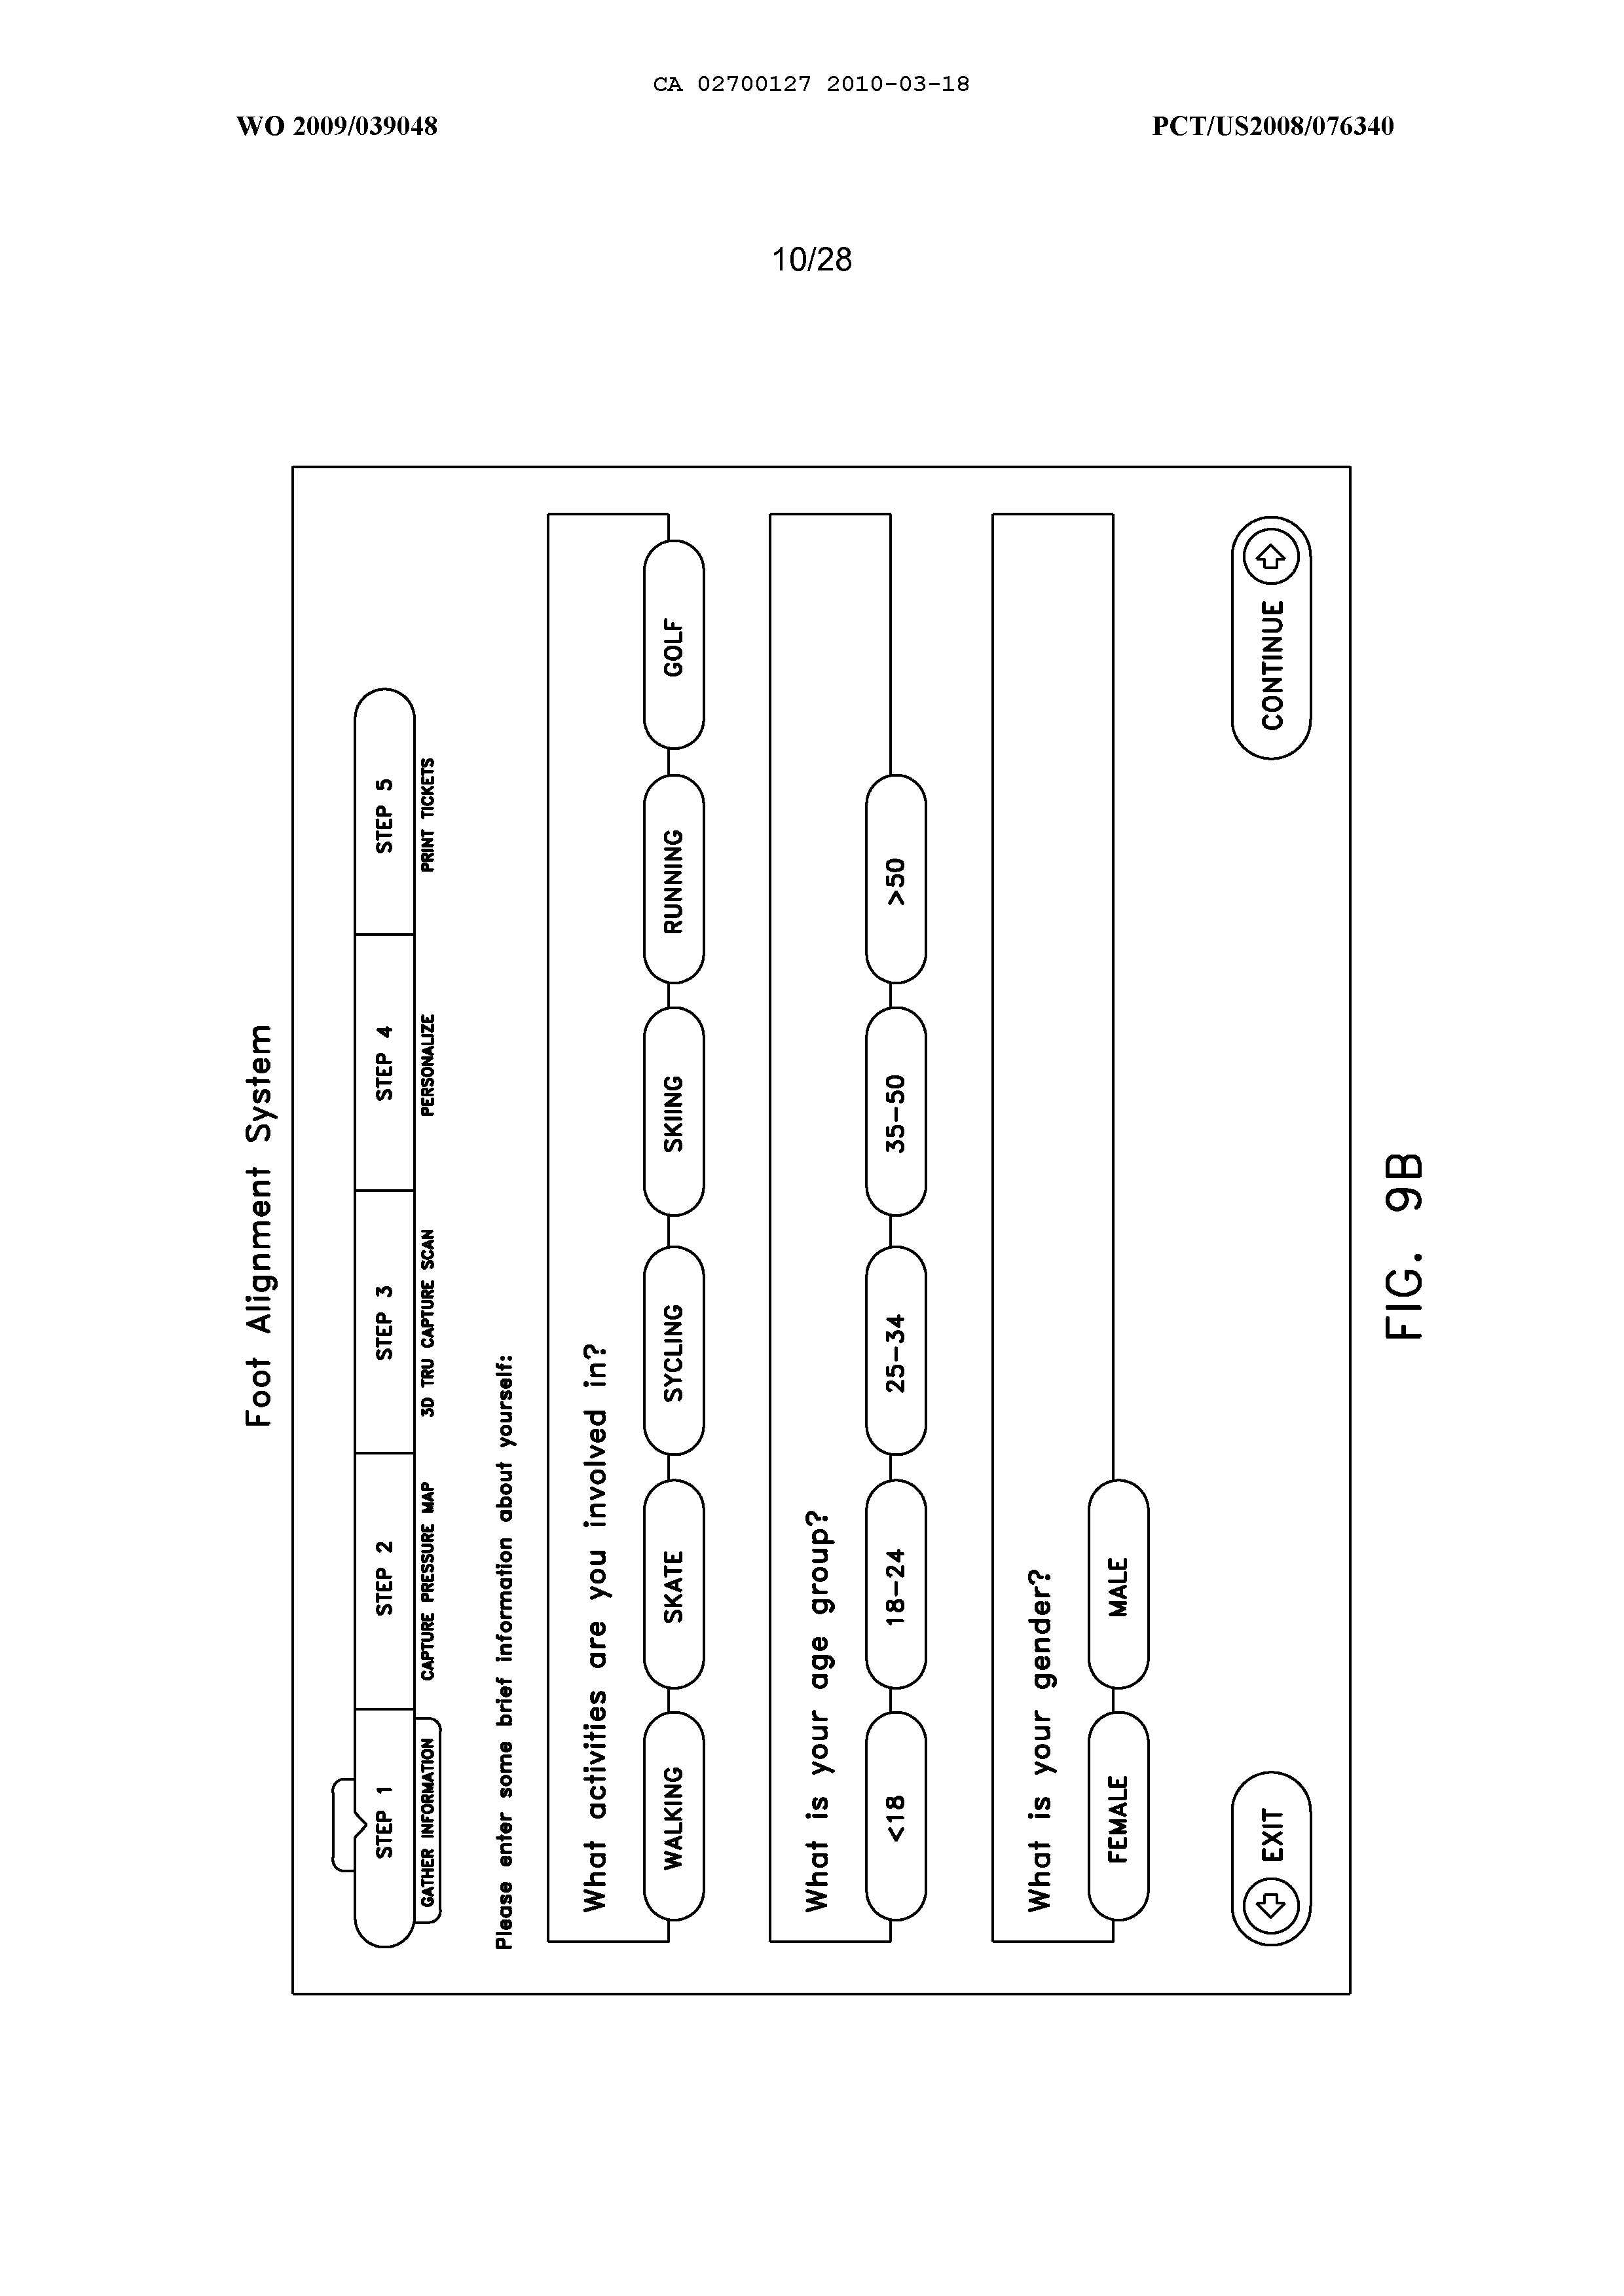 CA 02700127 2010-03-18
WO 2009/039048
PCT/US2008/076340
10/28
Foot Alignment System
STEP 1
STEP 2
STEP 3
STEP 4
STEP 5
GATHER INFORMATION
CAPTURE PRESSURE MAP
3D TRU CAPTURE SCAN
PERSONALIZE
PRINT TICKETS
Please enter some brief information about yourself:
What activities are you involved in?
WALKING
SKATE
SYCLING
SKIING
RUNNING
GOLF
What is your age group?
<18
18-24
25-34
35-50
>50
What is your gender?
FEMALE
MALE
EXIT
CONTINUE
FIG. 9B